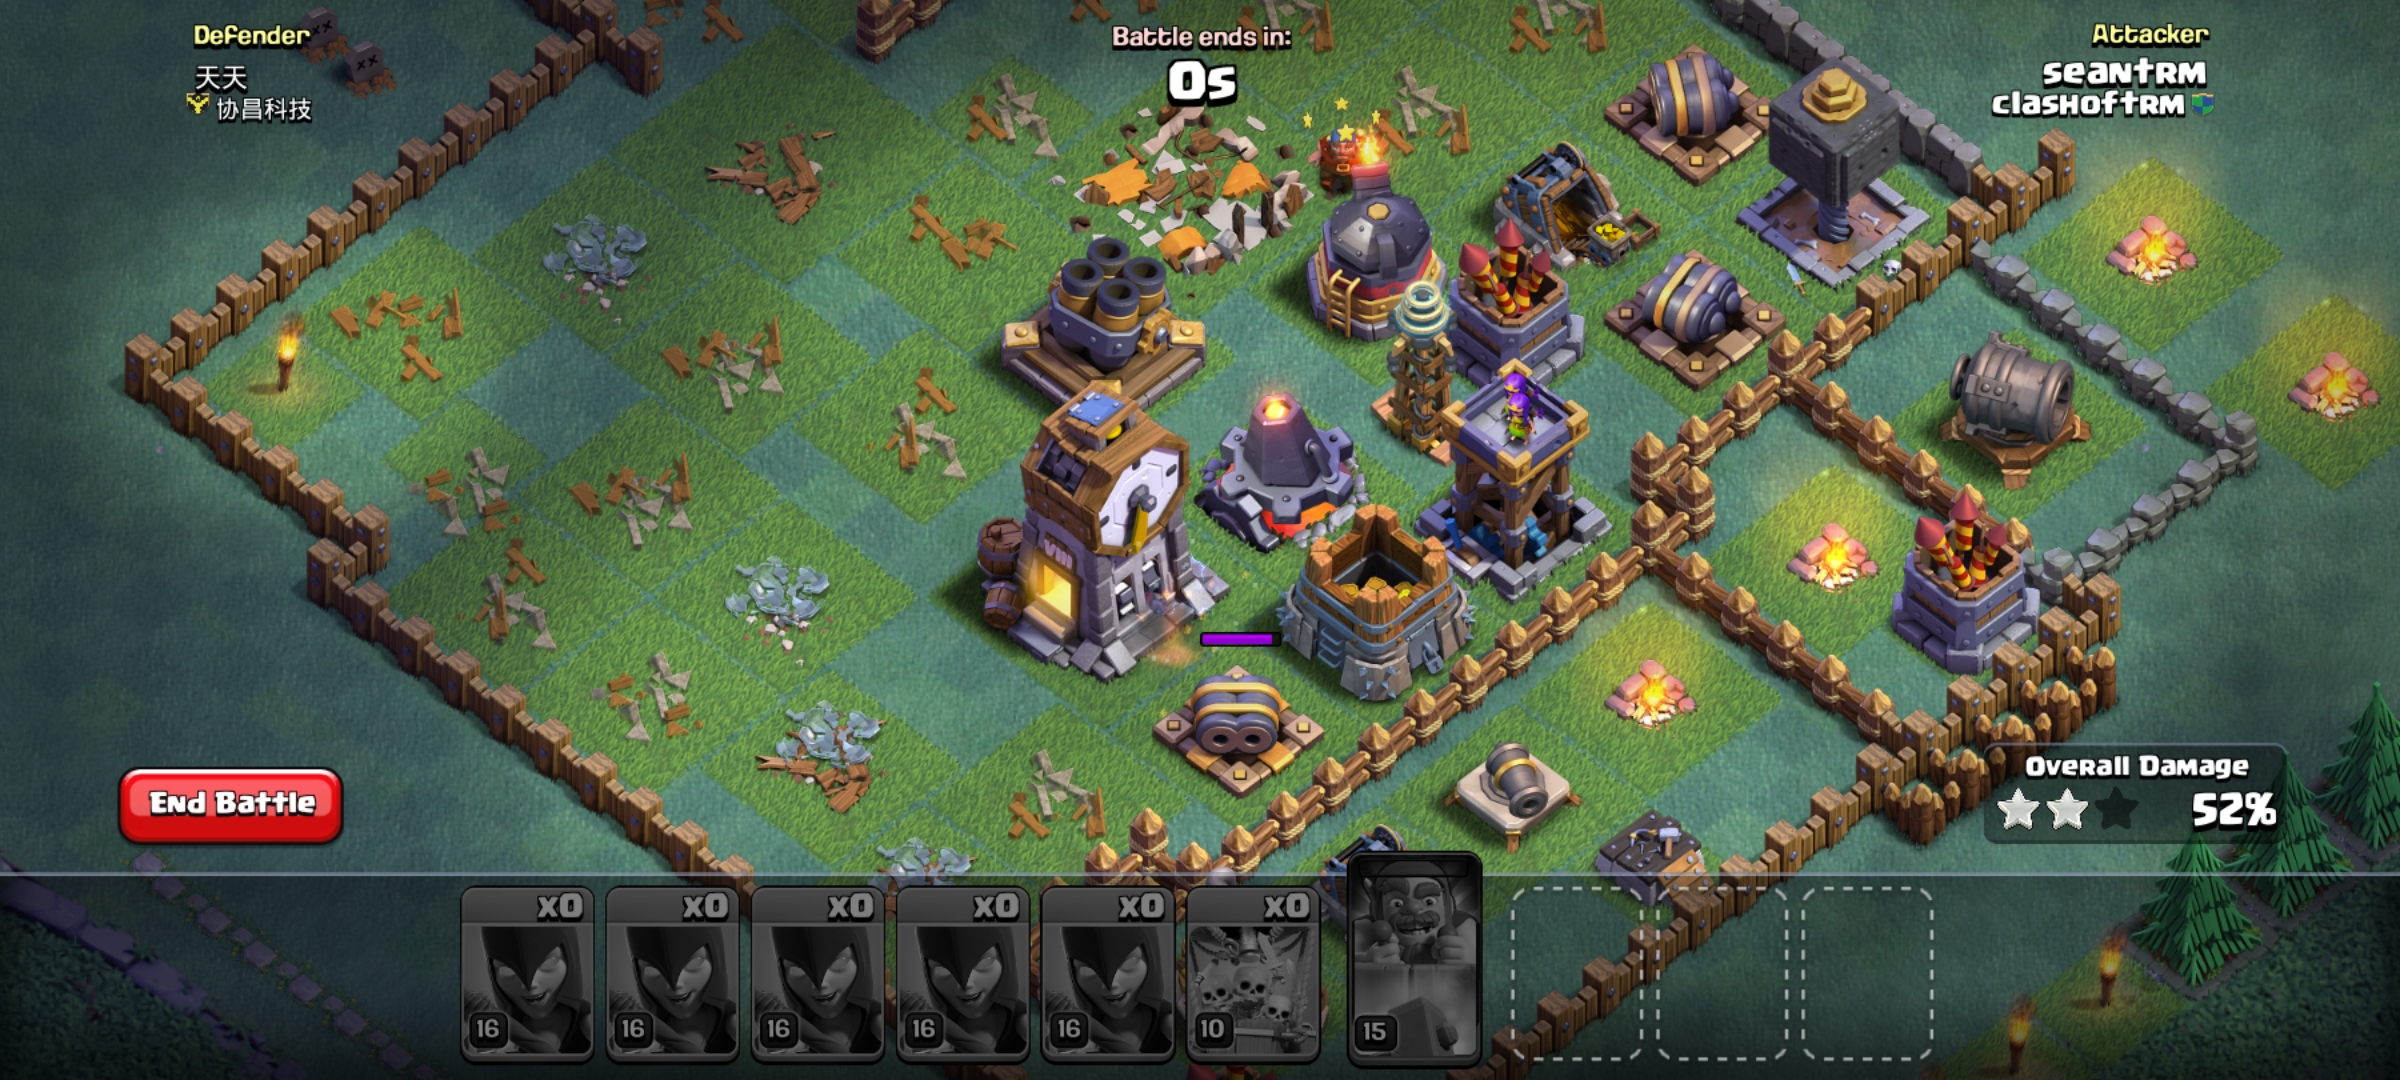 Defender
天天
协昌科技
Battle ends in:
0s
Attacker
seantRM
clashoftRM
End Battle
Overall Damage
52%
x0
x0
x0
x0
x0
x0
16
16
16
16
16
10
15